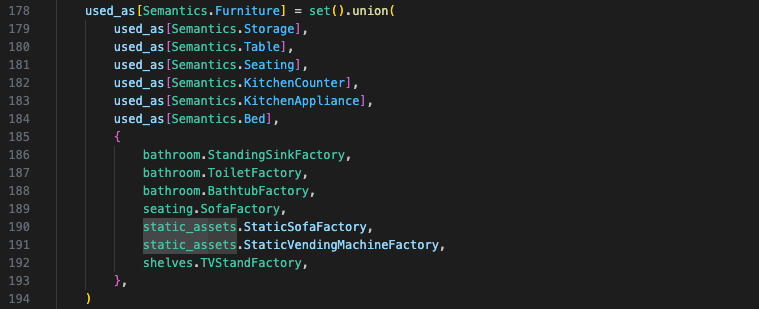 178 used_as[Semantics.Furniture] = set().union(
179 used_as[Semantics.Storage],
180 used_as[Semantics.Table],
181 used_as[Semantics.Seating],
182 used_as[Semantics.KitchenCounter],
183 used_as[Semantics.KitchenAppliance],
184 used_as[Semantics.Bed],
185 {
186 bathroom.StandingSinkFactory,
187 bathroom.ToiletFactory,
188 bathroom.BathtubFactory,
189 seating.SofaFactory,
190 static_assets.StaticSofaFactory,
191 static_assets.StaticVendingMachineFactory,
192 shelves.TVStandFactory,
193 },
194 )